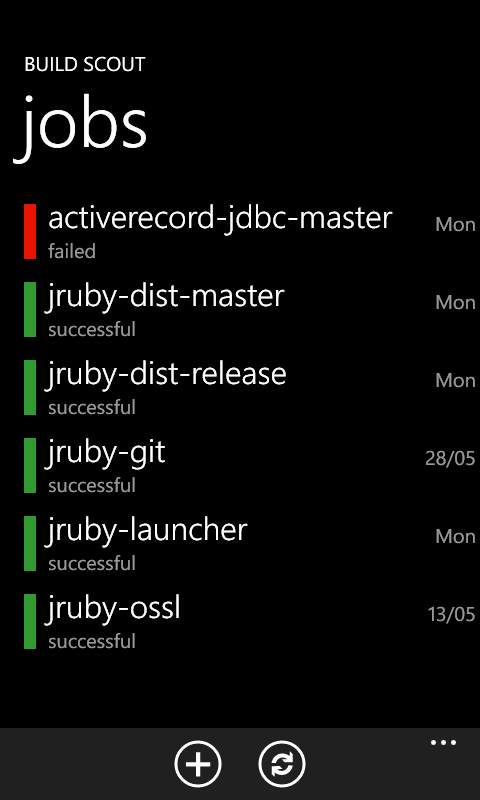 BUILD SCOUT
jobs
activerecord-jdbc-master
Mon
failed
jruby-dist-master
Mon
successful
jruby-dist-release
Mon
successful
jruby-git
28/05
successful
jruby-launcher
Mon
successful
jruby-ossl
13/05
successful